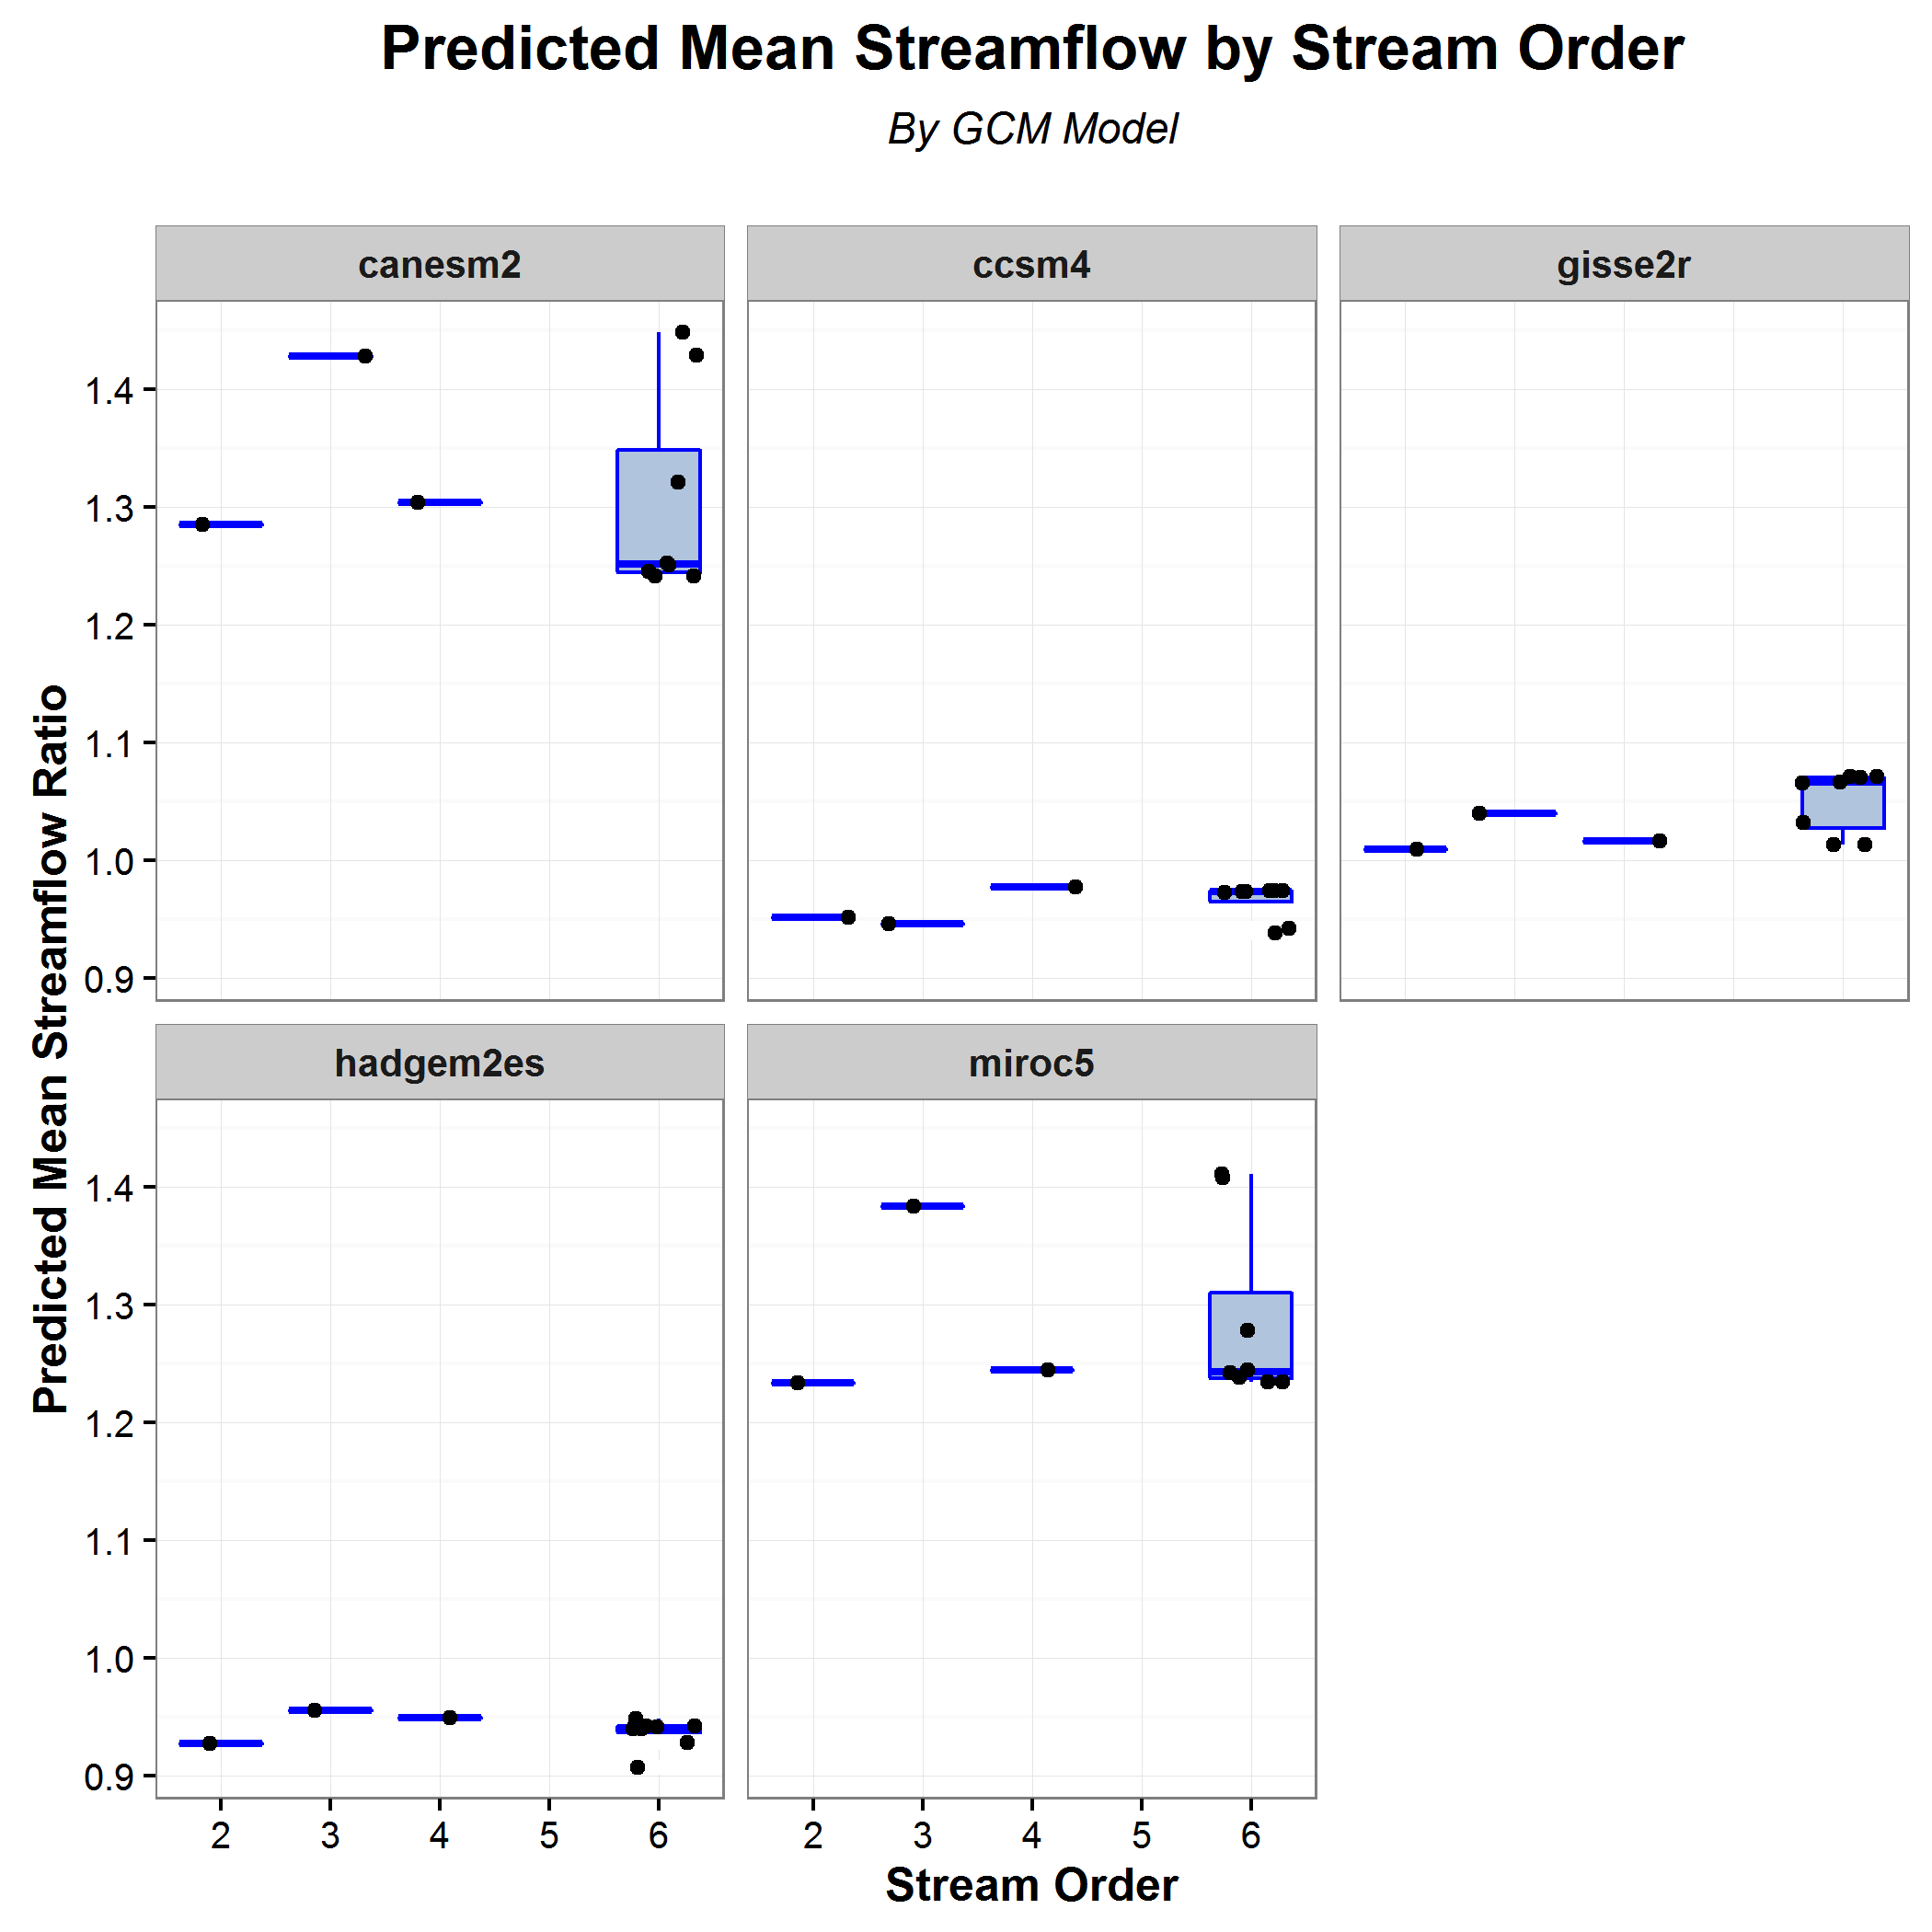 Predicted Mean Streamflow by Stream Order
By GCM Model
canesm2
ccsm4
gisse2r
1.4
1.3
1.2
1.1
1.0
0.9
Predicted Mean Streamflow Ratio
hadgem2es
miroc5
1.4
1.3
1.2
1.1
1.0
0.9
2 3 4 5 6
2 3 4 5 6
Stream Order